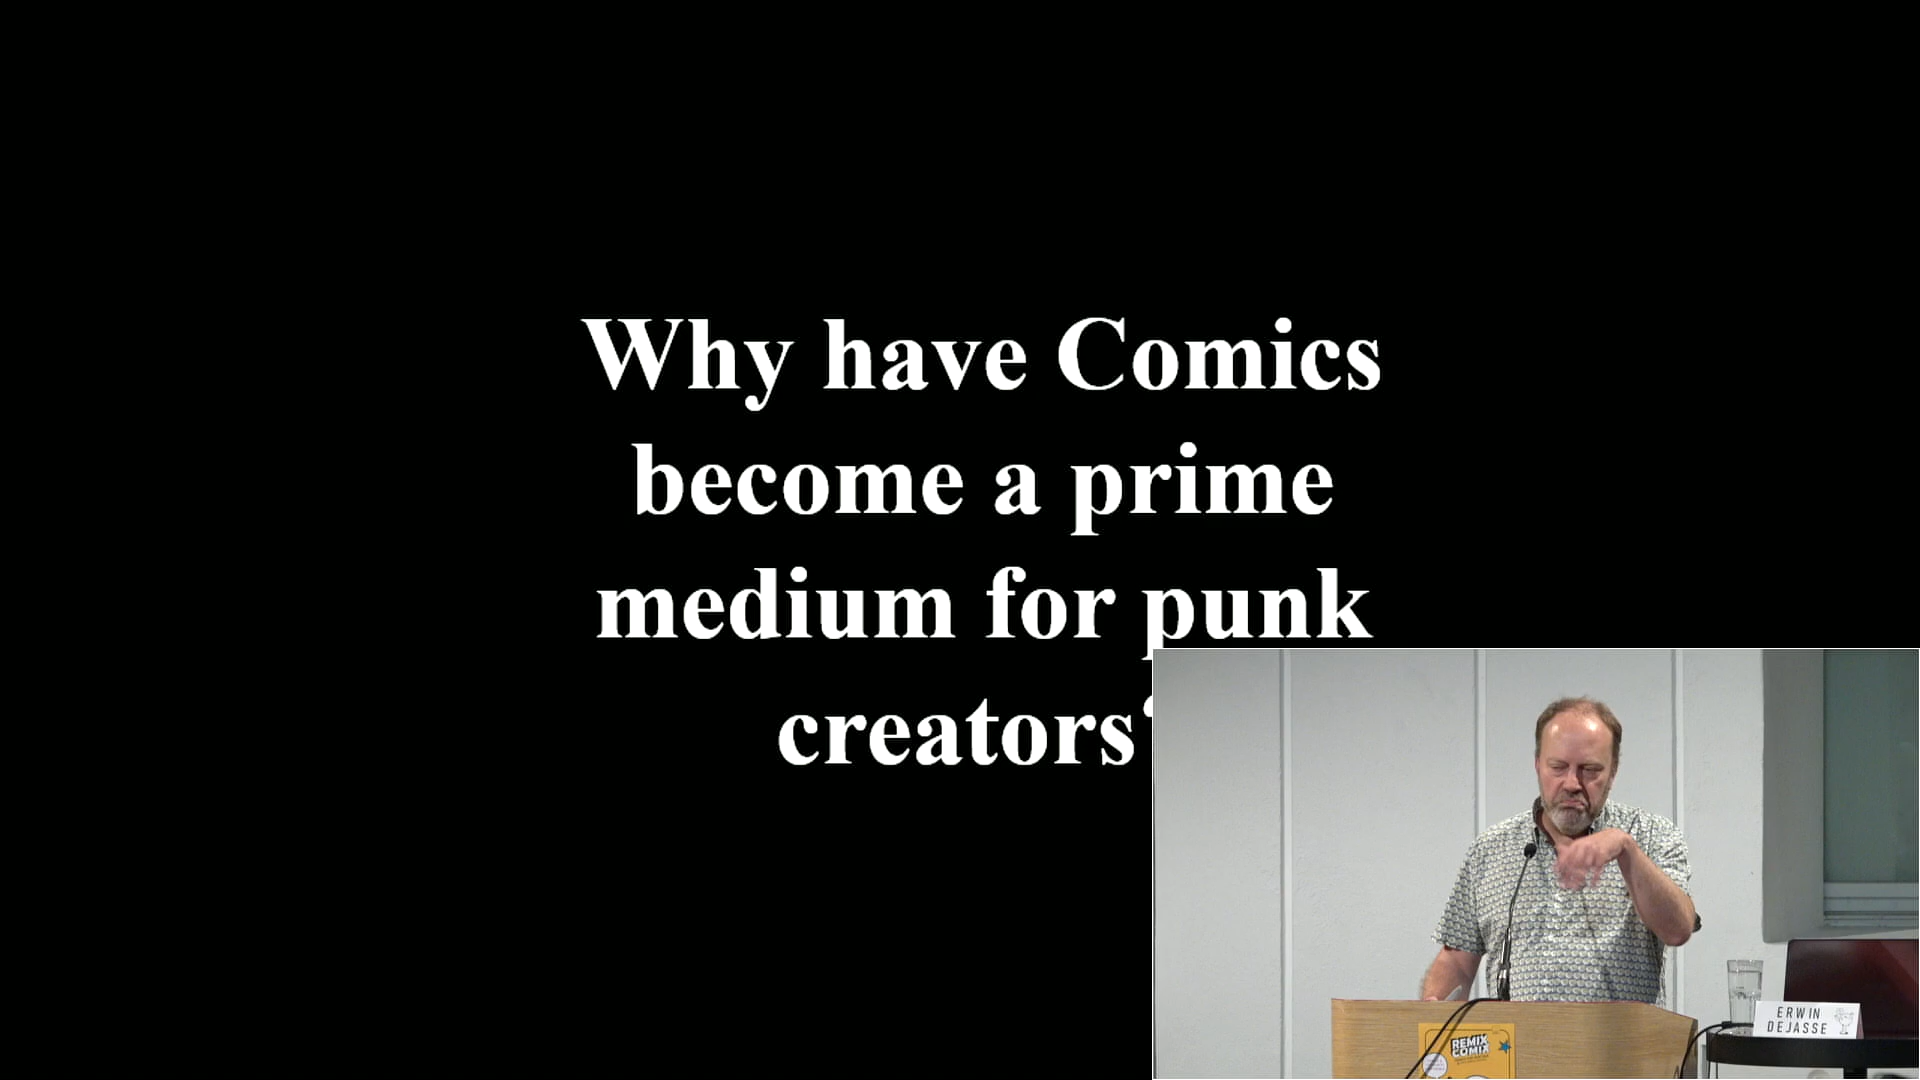 Why have Comics
become a prime
medium for punk
creators?
ERWIN
DEJASSE
REMIX
COMIX